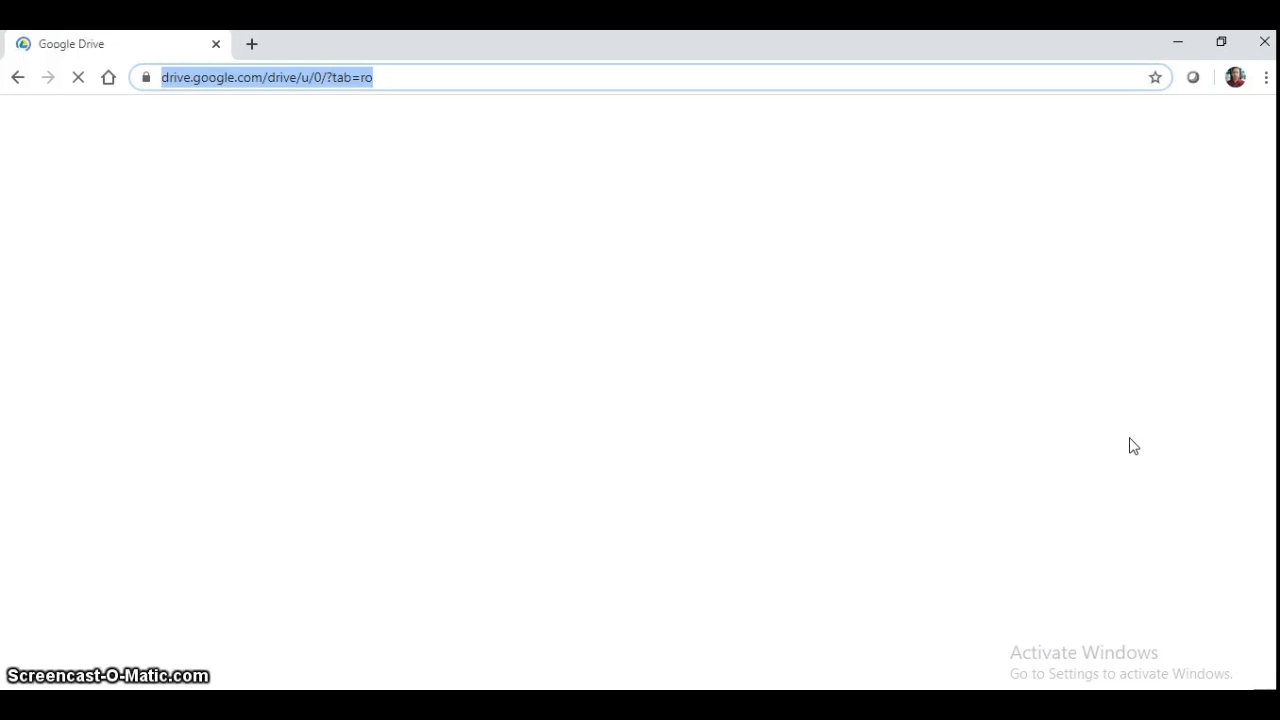 Google Drive
drive.google.com/drive/u/0/?tab=ro
Activate Windows
Go to Settings to activate Windows.
Screencast-O-Matic.com